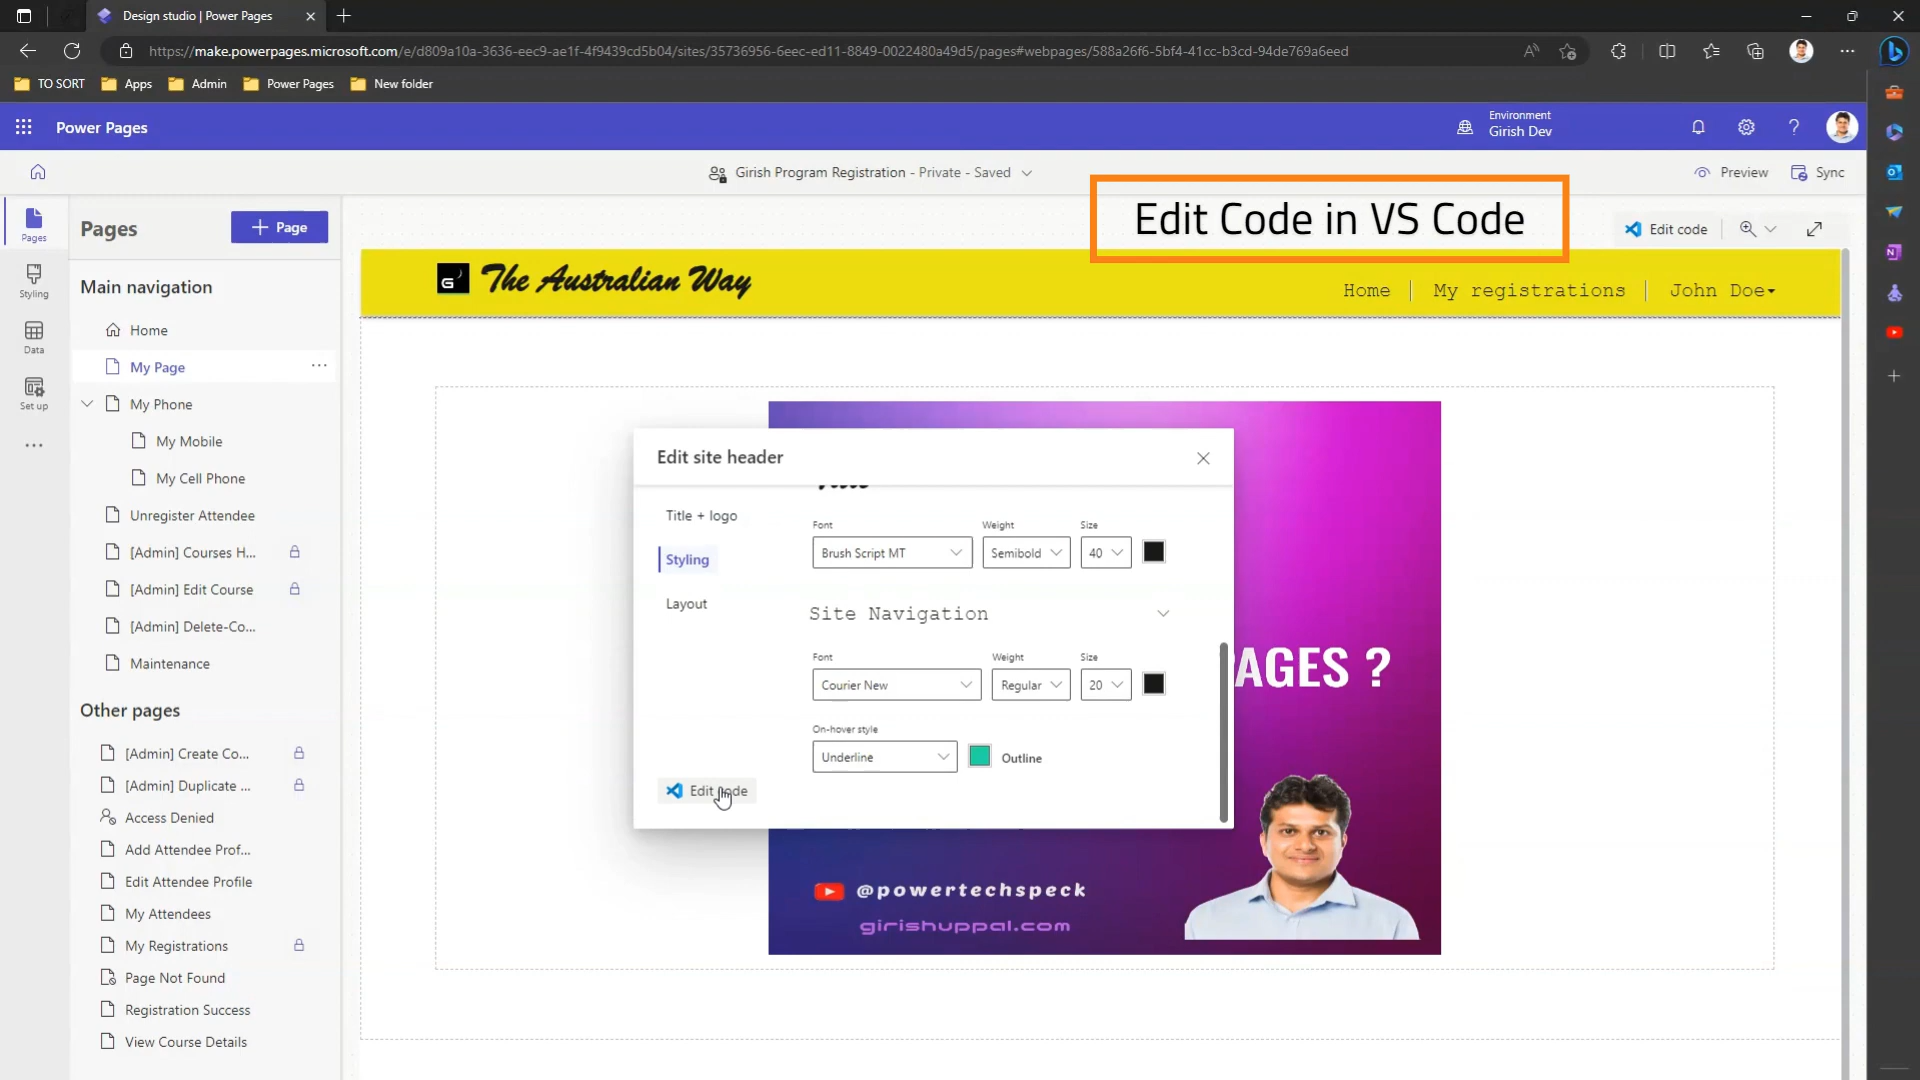 Design studio | Power Pages
https://make.powerpages.microsoft.com/e/d809a10a-3636-eec9-ae1f-4f9439cd5b04/sites/35736956-6eec-ed11-8849-0022480a49d5/pages#webpages/588a26f6-5bf4-41cc-b3cd-94de769a6eed
TO SORT Apps Admin Power Pages New folder
Power Pages
Environment
Girish Dev
Girish Program Registration - Private - Saved
Preview Sync
Pages
Styling
Data
Set up
Pages
+ Page
Main navigation
Home
My Page
My Phone
My Mobile
My Cell Phone
Unregister Attendee
[Admin] Courses H...
[Admin] Edit Course
[Admin] Delete-Co...
Maintenance
Other pages
[Admin] Create Co...
[Admin] Duplicate ...
Access Denied
Add Attendee Prof...
Edit Attendee Profile
My Attendees
My Registrations
Page Not Found
Registration Success
View Course Details
Edit Code in VS Code
Edit code
G
The Australian Way
Home | My registrations | John Doe
Edit site header
Title + logo
Styling
Layout
Edit code
Font Weight Size
Brush Script MT Semibold 40
Site Navigation
Font Weight Size
Courier New Regular 20
On-hover style
Underline Outline
AGES ?
@powertechspeck
girishuppal.com